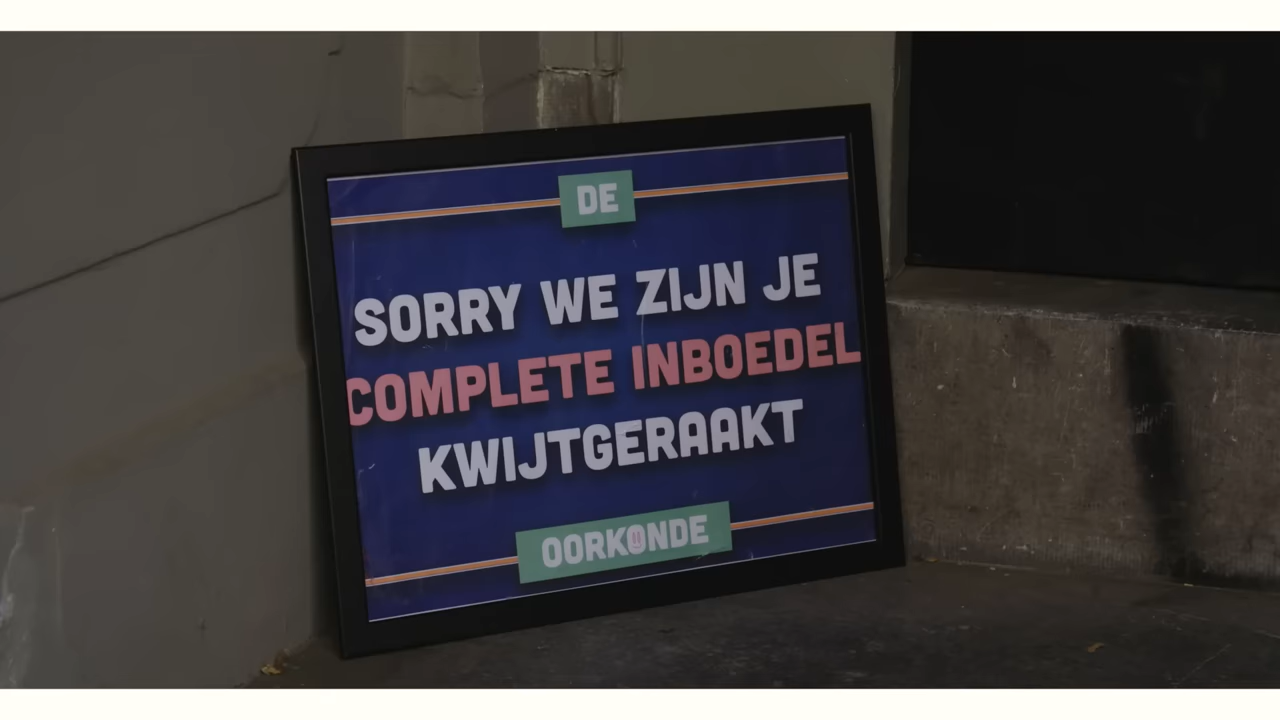 DE
SORRY WE ZIJN JE
COMPLETE INBOEDEL
KWIJTGERAAKT
OORKONDE